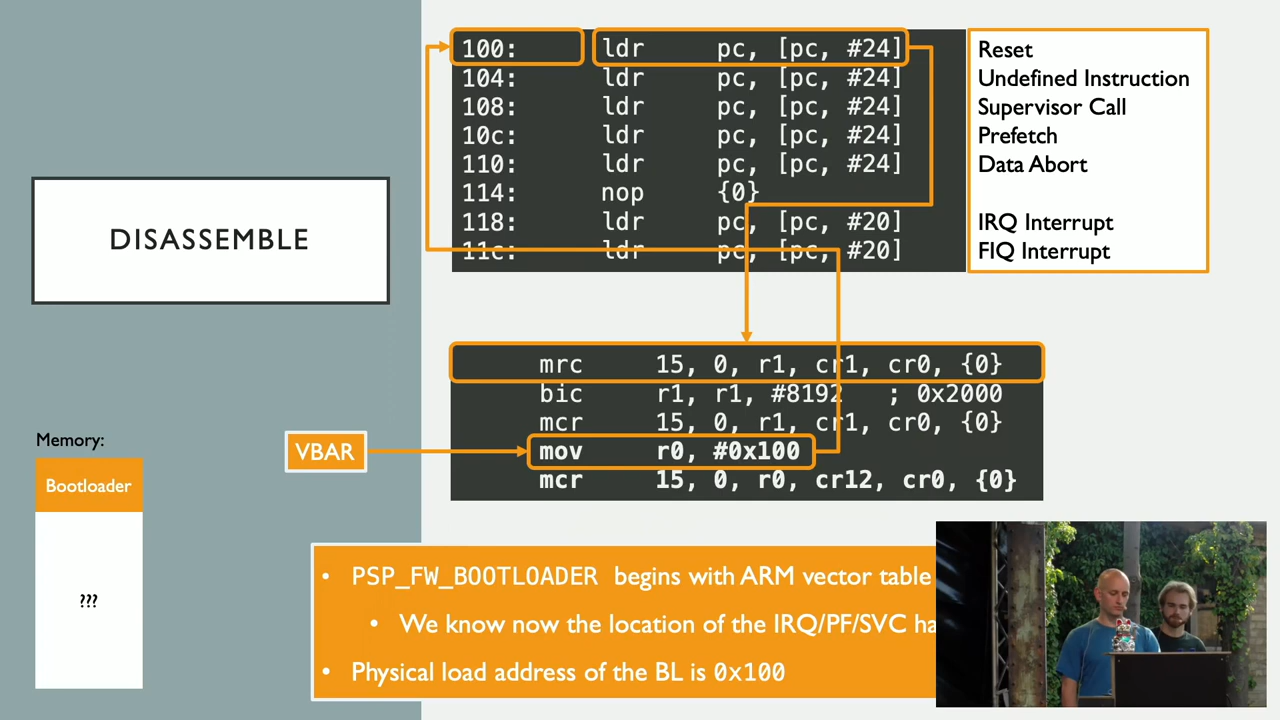 100: ldr pc, [pc, #24] Reset
104: ldr pc, [pc, #24] Undefined Instruction
108: ldr pc, [pc, #24] Supervisor Call
10c: ldr pc, [pc, #24] Prefetch
110: ldr pc, [pc, #24] Data Abort
114: nop {0}
118: ldr pc, [pc, #20] IRQ Interrupt
11c: ldr pc, [pc, #20] FIQ Interrupt
DISASSEMBLE
mrc 15, 0, r1, cr1, cr0, {0}
bic r1, r1, #8192 ; 0x2000
mcr 15, 0, r1, cr1, cr0, {0}
VBAR
mov r0, #0x100
mcr 15, 0, r0, cr12, cr0, {0}
Memory:
Bootloader
???
• PSP_FW_BOOTLOADER begins with ARM vector table
• We know now the location of the IRQ/PF/SVC ha
• Physical load address of the BL is 0x100